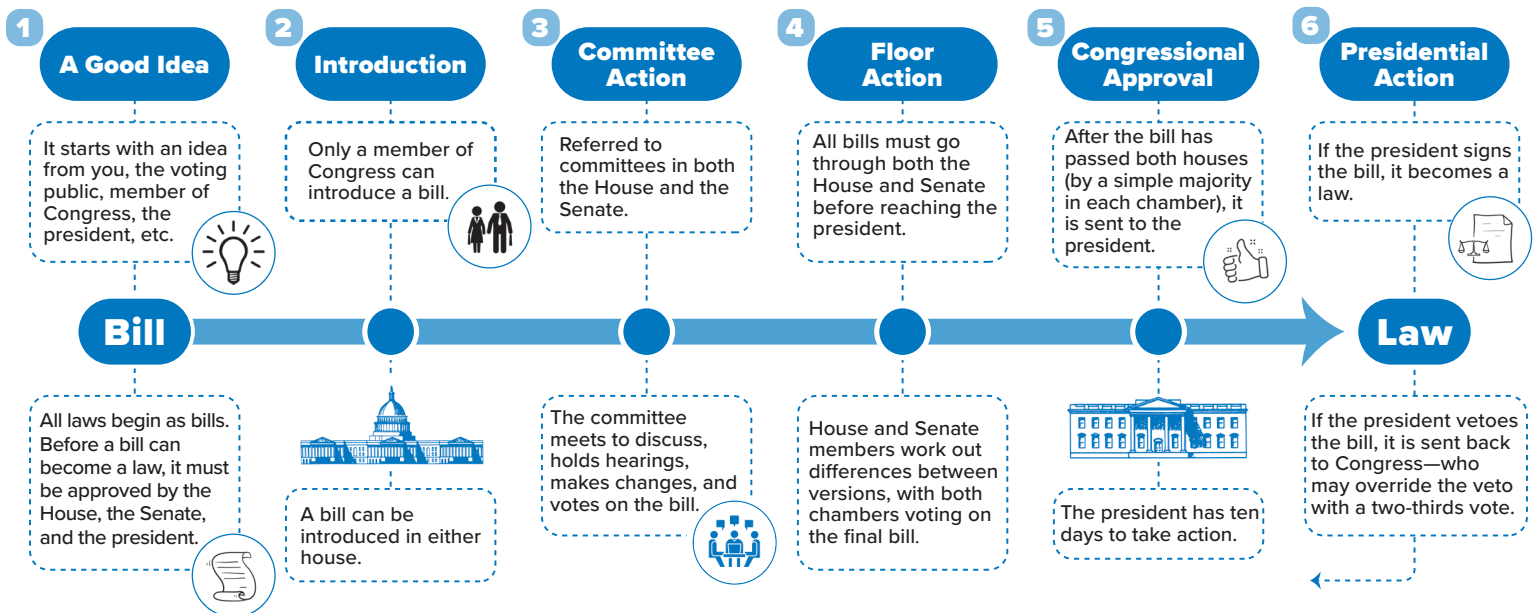 1
A Good Idea
It starts with an idea
from you, the voting
public, member of
Congress, the
president, etc.
Bill
All laws begin as bills.
Before a bill can
become a law, it must
be approved by the
House, the Senate,
and the president.
2
Introduction
Only a member of
Congress can
introduce a bill.
A bill can be
introduced in either
house.
3
Committee
Action
Referred to
committees in both
the House and the
Senate.
The committee
meets to discuss,
holds hearings,
makes changes, and
votes on the bill.
4
Floor
Action
All bills must go
through both the
House and Senate
before reaching the
president.
House and Senate
members work out
differences between
versions, with both
chambers voting on
the final bill.
5
Congressional
Approval
After the bill has
passed both houses
(by a simple majority
in each chamber), it
is sent to the
president.
The president has ten
days to take action.
6
Presidential
Action
If the president signs
the bill, it becomes a
law.
Law
If the president vetoes
the bill, it is sent back
to Congress—who
may override the veto
with a two-thirds vote.